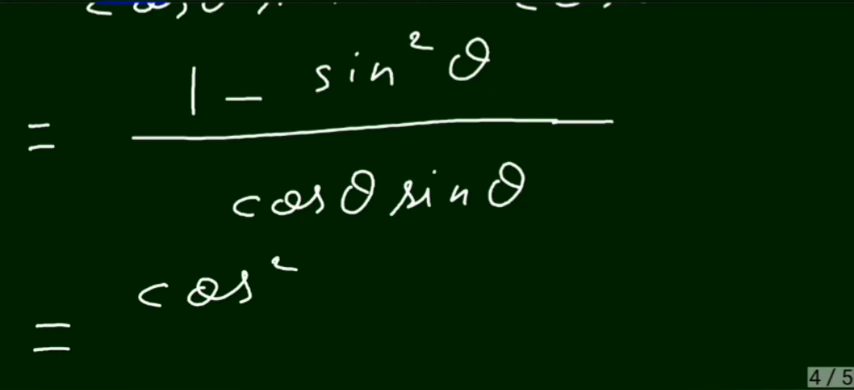 1 - sin²θ
=
cosθ sinθ
= cos²
4/5